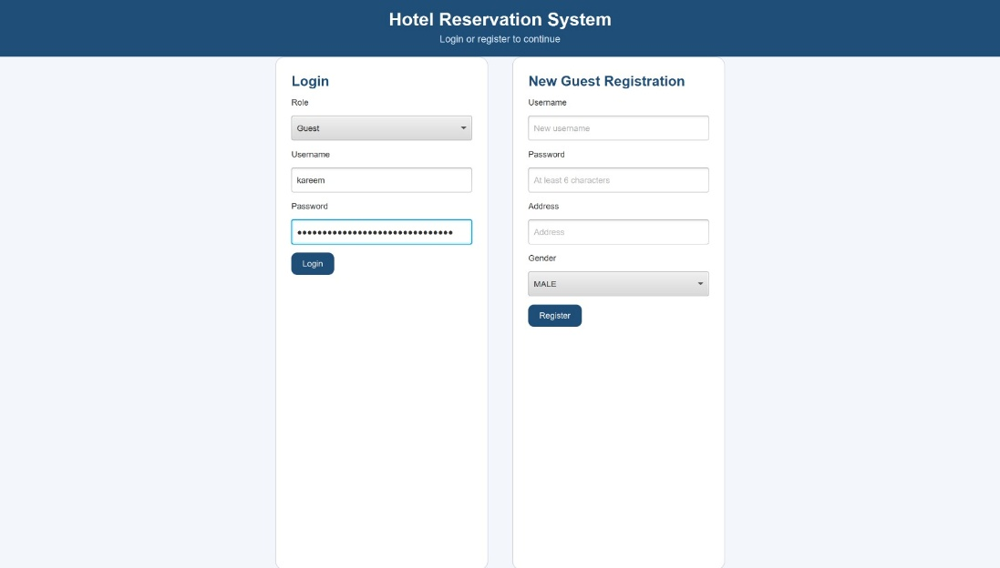 Hotel Reservation System
Login or register to continue
Login
Role
Guest
Username
kareem
Password
●●●●●●●●●●●●●●●●●●●●●●●●●●●●●●●
Login
New Guest Registration
Username
New username
Password
At least 6 characters
Address
Address
Gender
MALE
Register